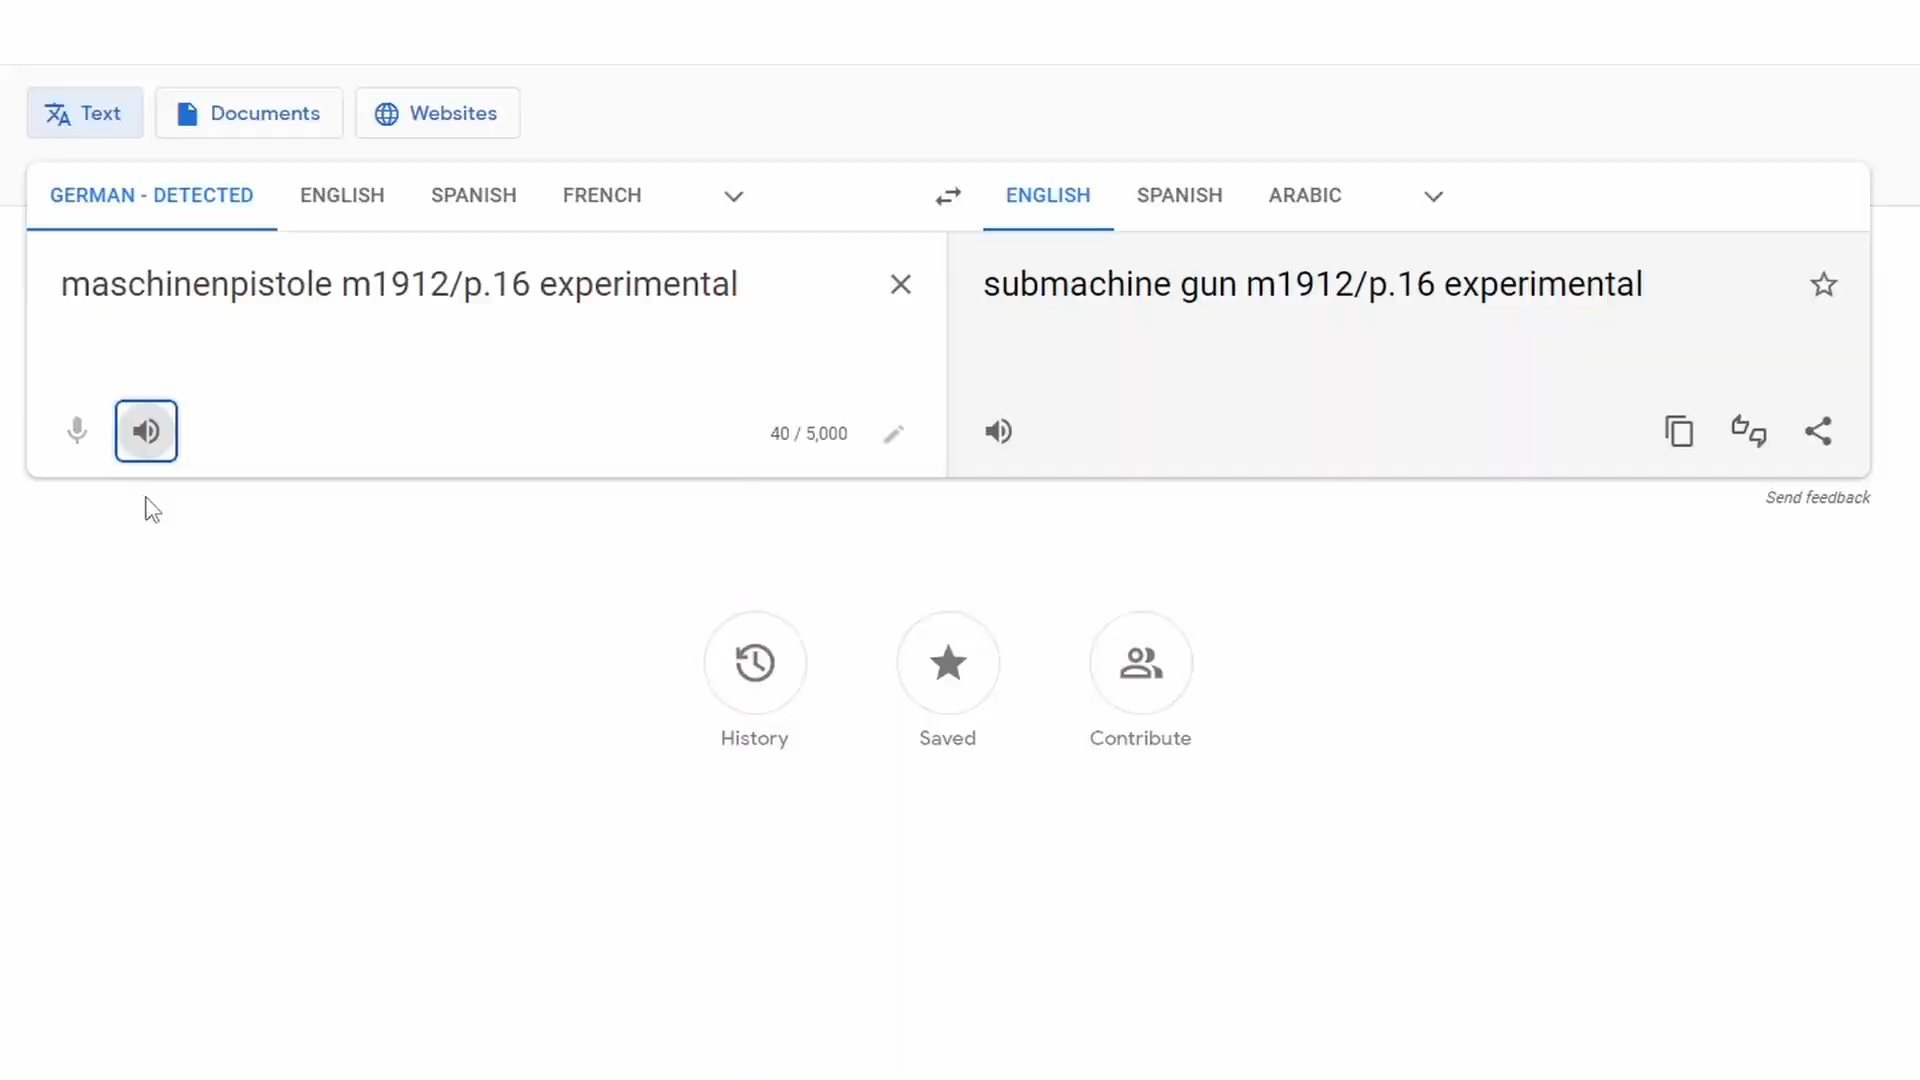 Text Documents Websites
GERMAN - DETECTED ENGLISH SPANISH FRENCH ENGLISH SPANISH ARABIC
maschinenpistole m1912/p.16 experimental
submachine gun m1912/p.16 experimental
40 / 5,000
Send feedback
History Saved Contribute